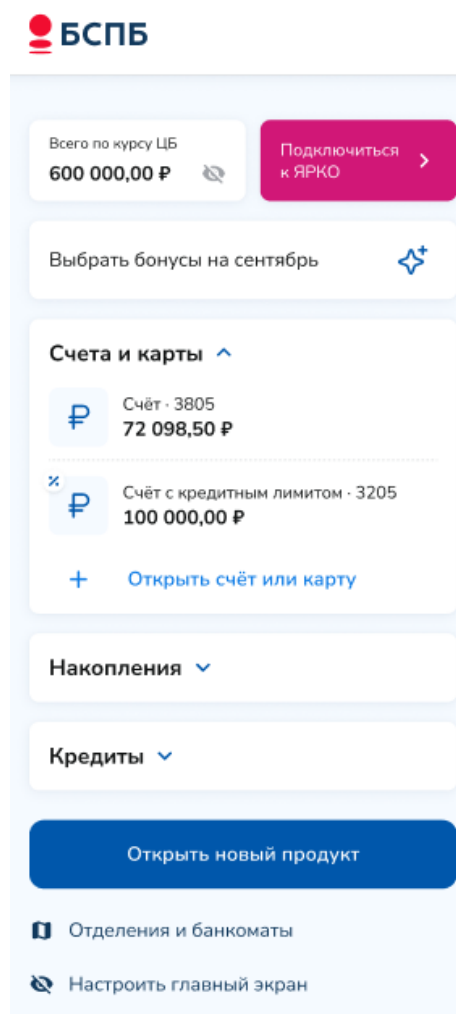 БСПБ
Всего по курсу ЦБ
600 000,00 ₽
Подключиться
к ЯРКО
Выбрать бонусы на сентябрь
Счета и карты
Счёт · 3805
72 098,50 ₽
Счёт с кредитным лимитом · 3205
100 000,00 ₽
+ Открыть счёт или карту
Накопления
Кредиты
Открыть новый продукт
Отделения и банкоматы
Настроить главный экран